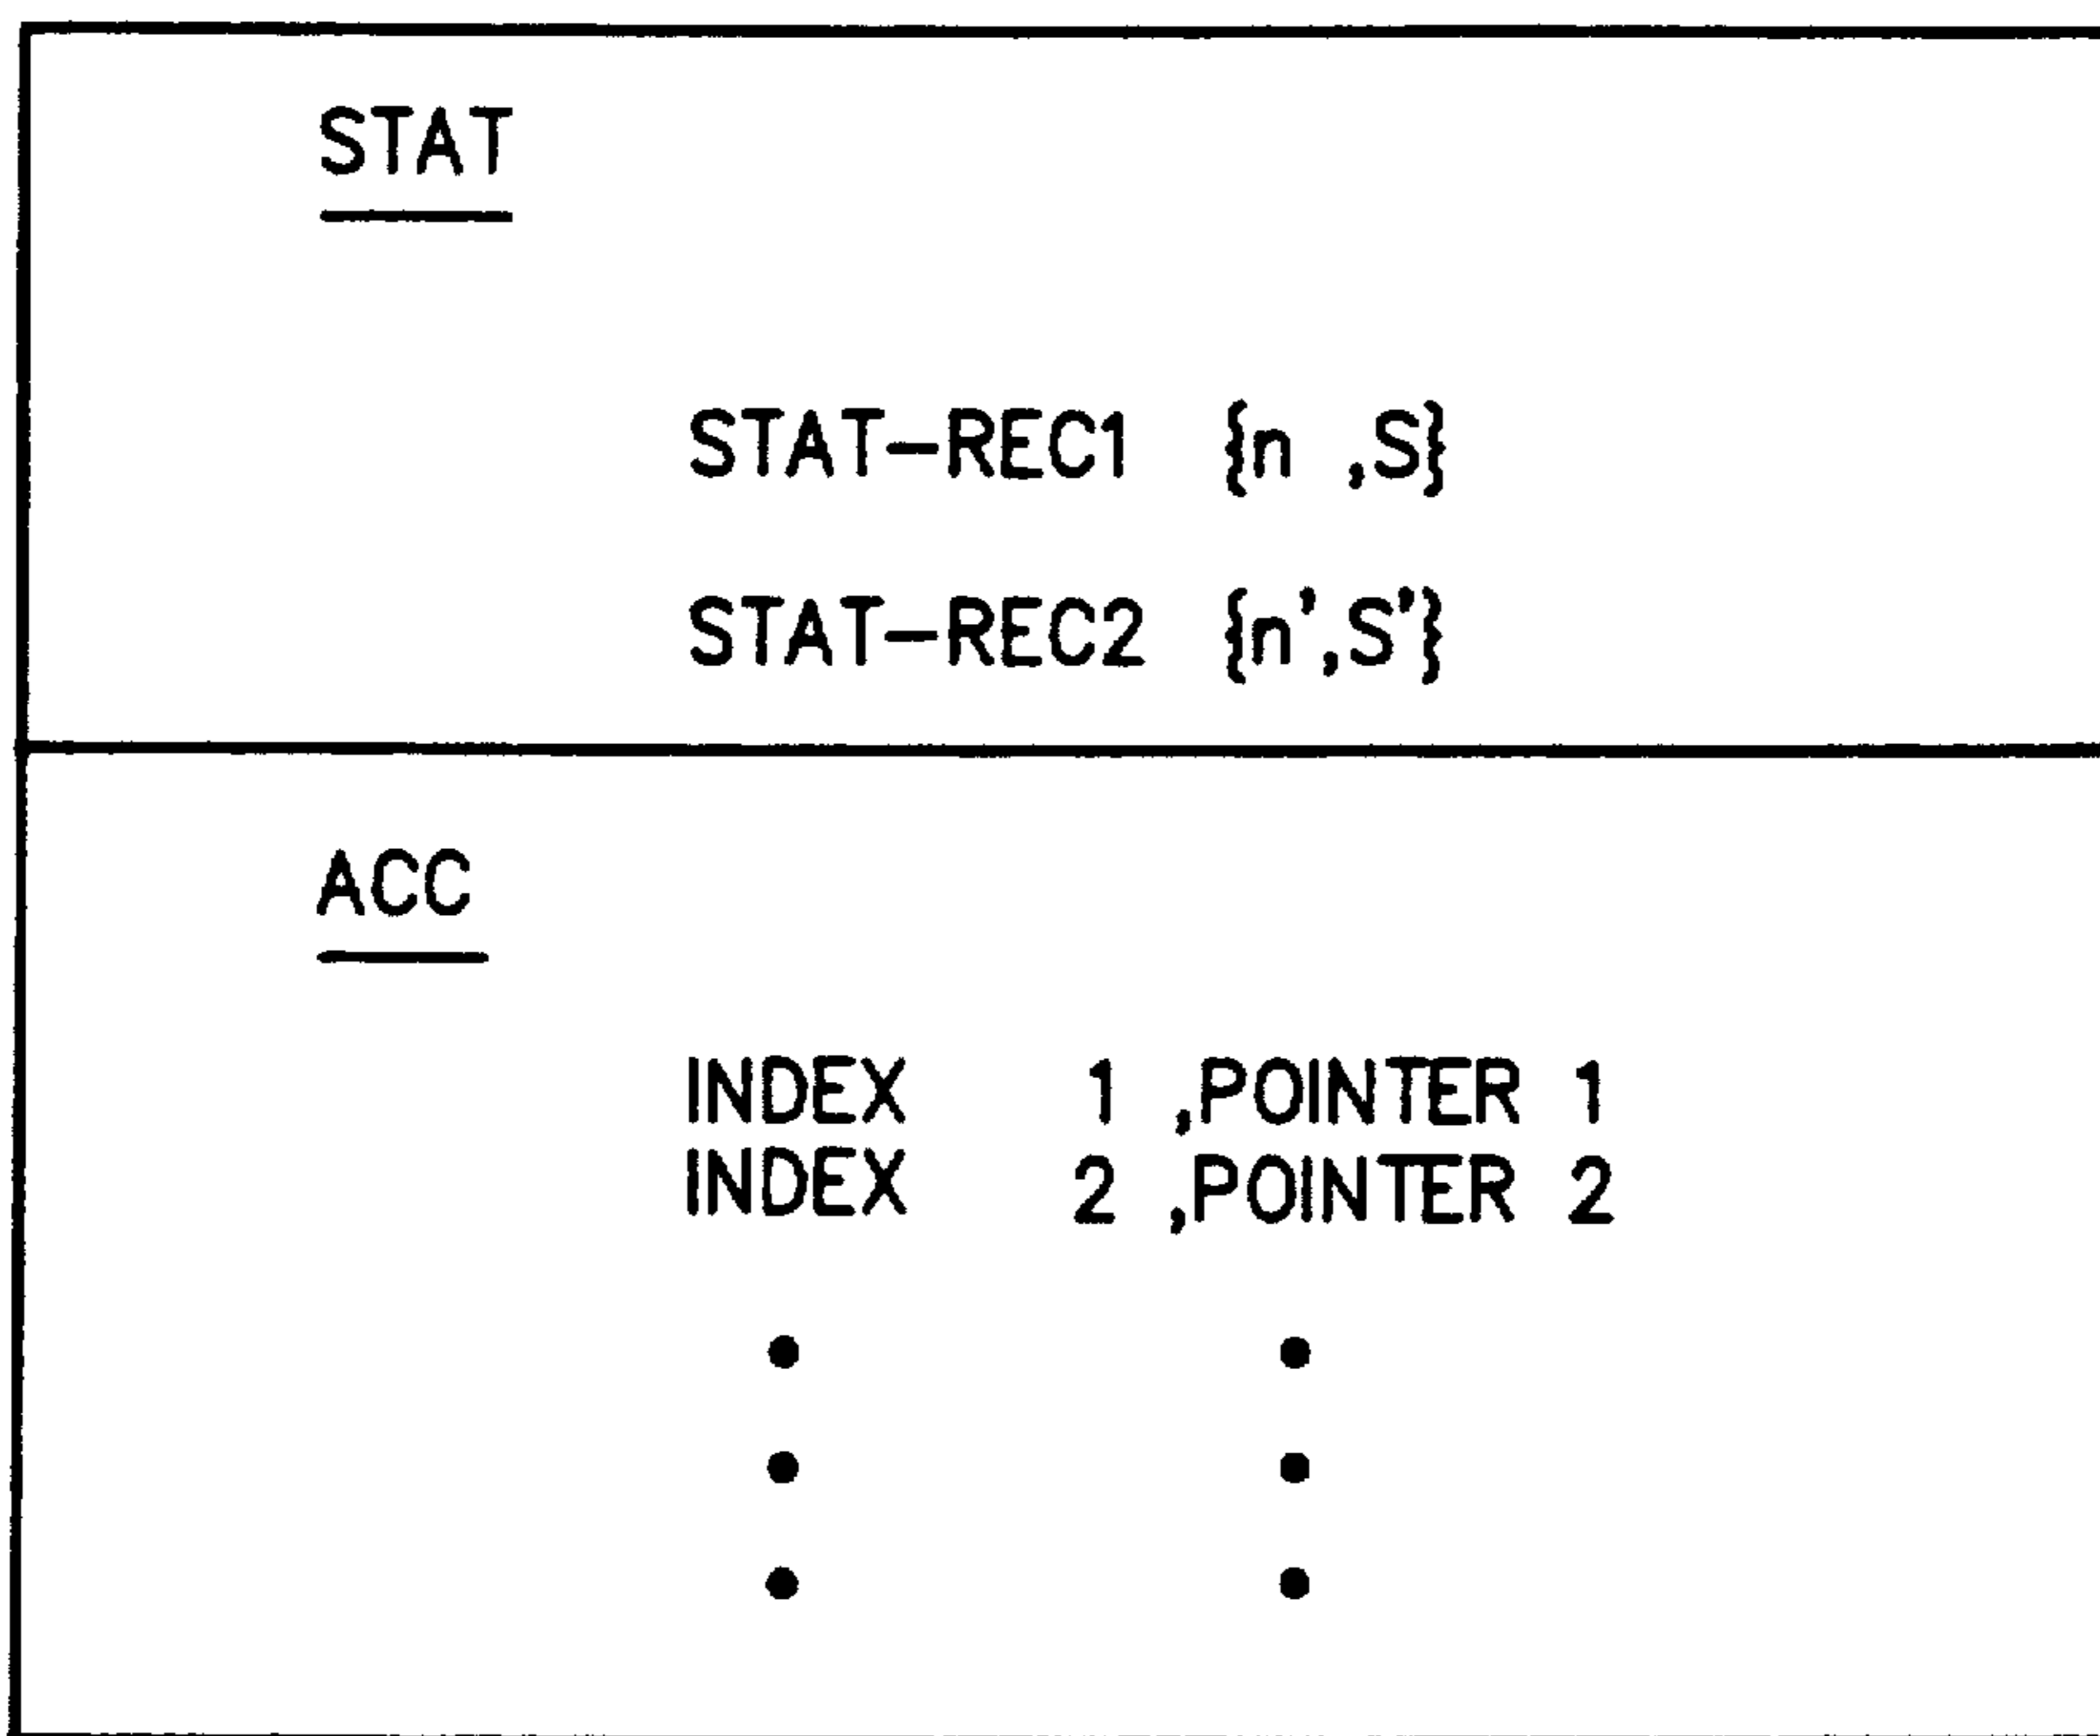 STAT
STAT-REC1 {n ,S}
STAT-REC2 {n',S'}
ACC
INDEX 1 ,POINTER 1
INDEX 2 ,POINTER 2